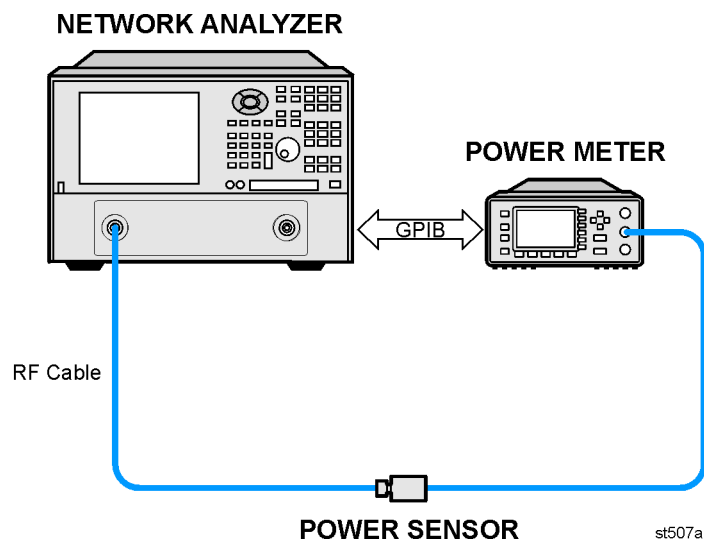 NETWORK ANALYZER
POWER METER
GPIB
RF Cable
POWER SENSOR
st507a